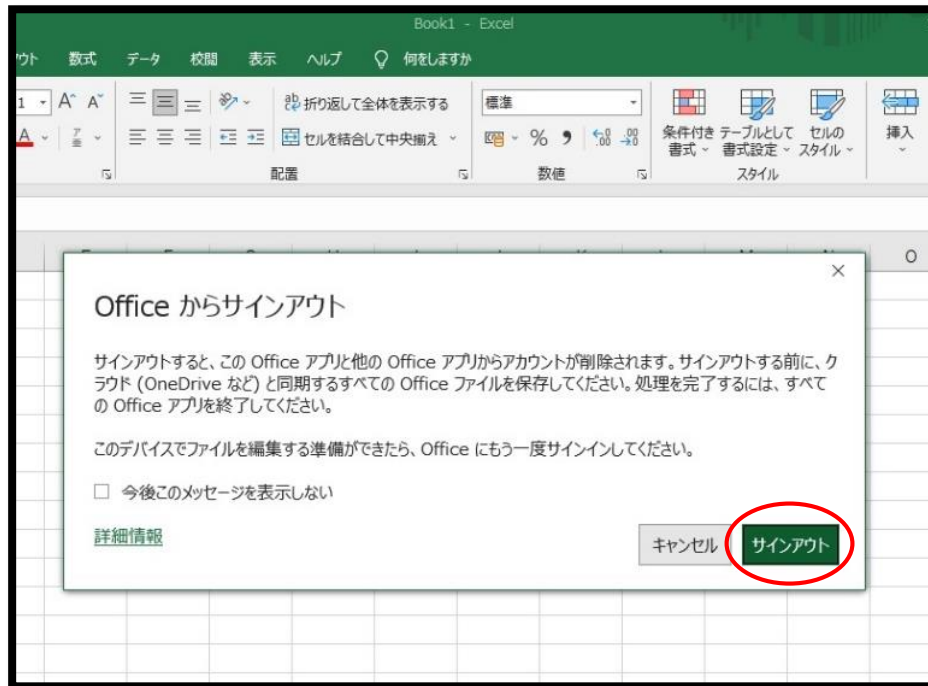 Book1 - Excel
数式 データ 校閲 表示 ヘルプ 何をしますか
折り返して全体を表示する 標準
セルを結合して中央揃え % 条件付き書式 テーブルとして書式設定 セルのスタイル 挿入
配置 数値 スタイル
O
Office からサインアウト
サインアウトすると、この Office アプリと他の Office アプリからアカウントが削除されます。サインアウトする前に、ク
ラウド (OneDrive など) と同期するすべての Office ファイルを保存してください。処理を完了するには、すべて
の Office アプリを終了してください。
このデバイスでファイルを編集する準備ができたら、Office にもう一度サインインしてください。
今後このメッセージを表示しない
詳細情報
キャンセル サインアウト